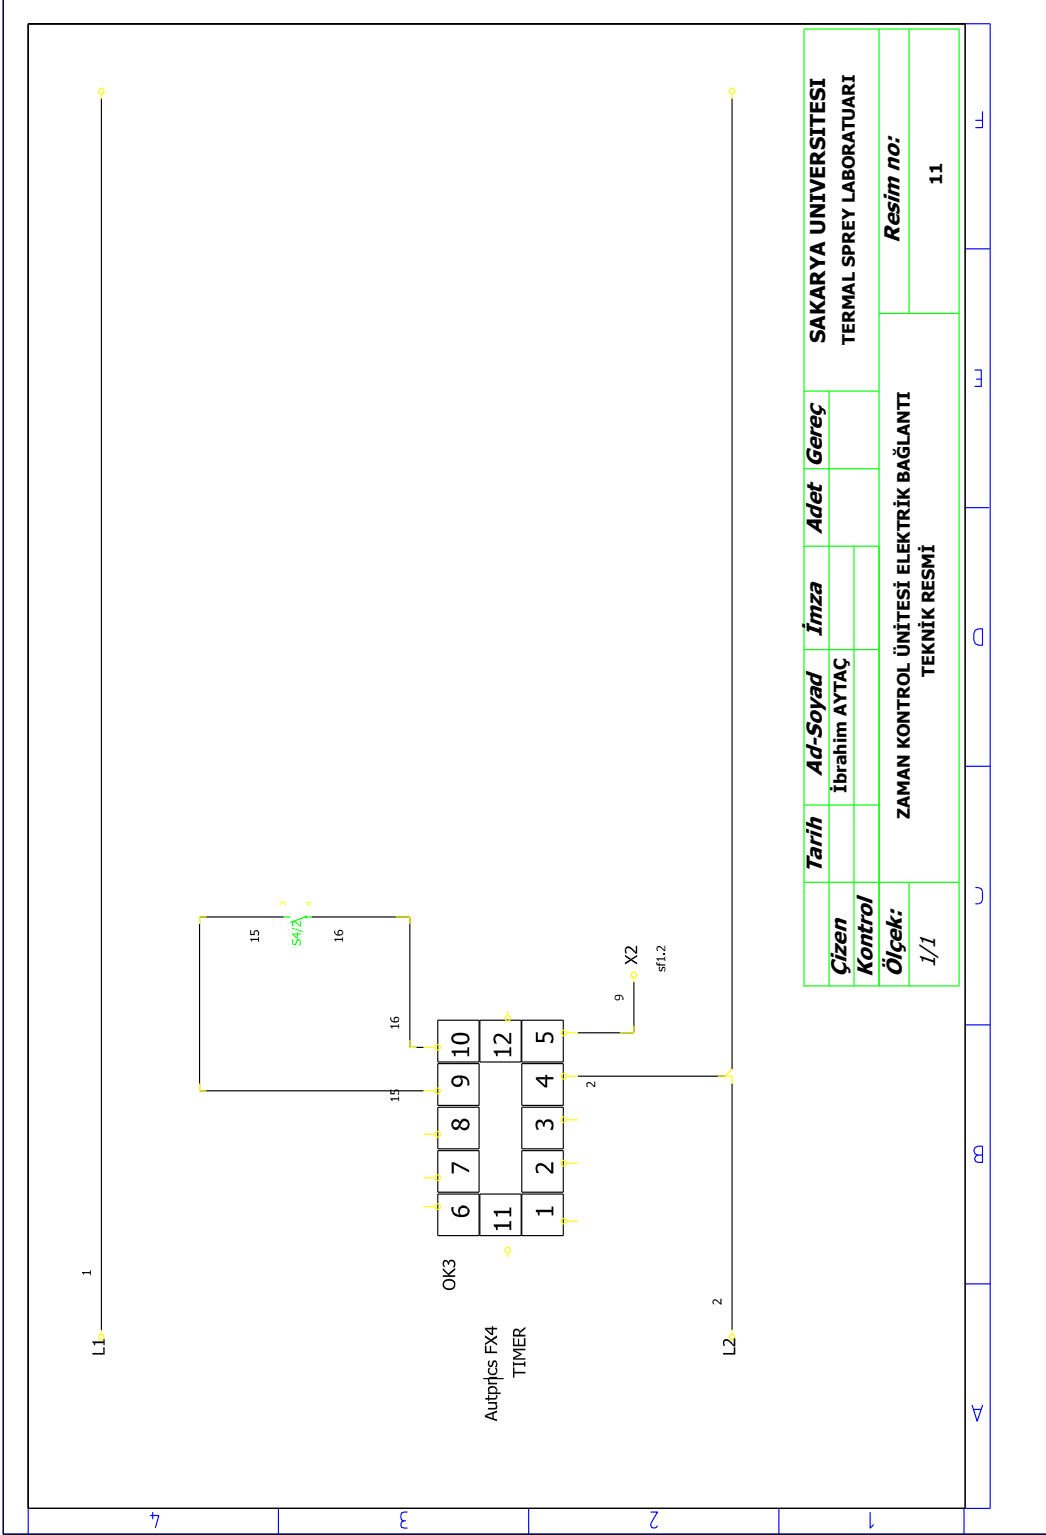 L1
1
15
S4/2
16
15
16
OK3
Autonics FX4
TIMER
6
7
8
9
10
11
12
1
2
3
4
5
2
9
X2
sf1.2
L2
2
Tarih
Ad-Soyad
İmza
Adet
Gereç
SAKARYA UNIVERSITESI
TERMAL SPREY LABORATUARI
Çizen
İbrahim AYTAÇ
Kontrol
Ölçek:
1/1
ZAMAN KONTROL ÜNİTESİ ELEKTRİK BAĞLANTI
TEKNİK RESMİ
Resim no:
11
A
B
C
D
E
F
4
3
2
1